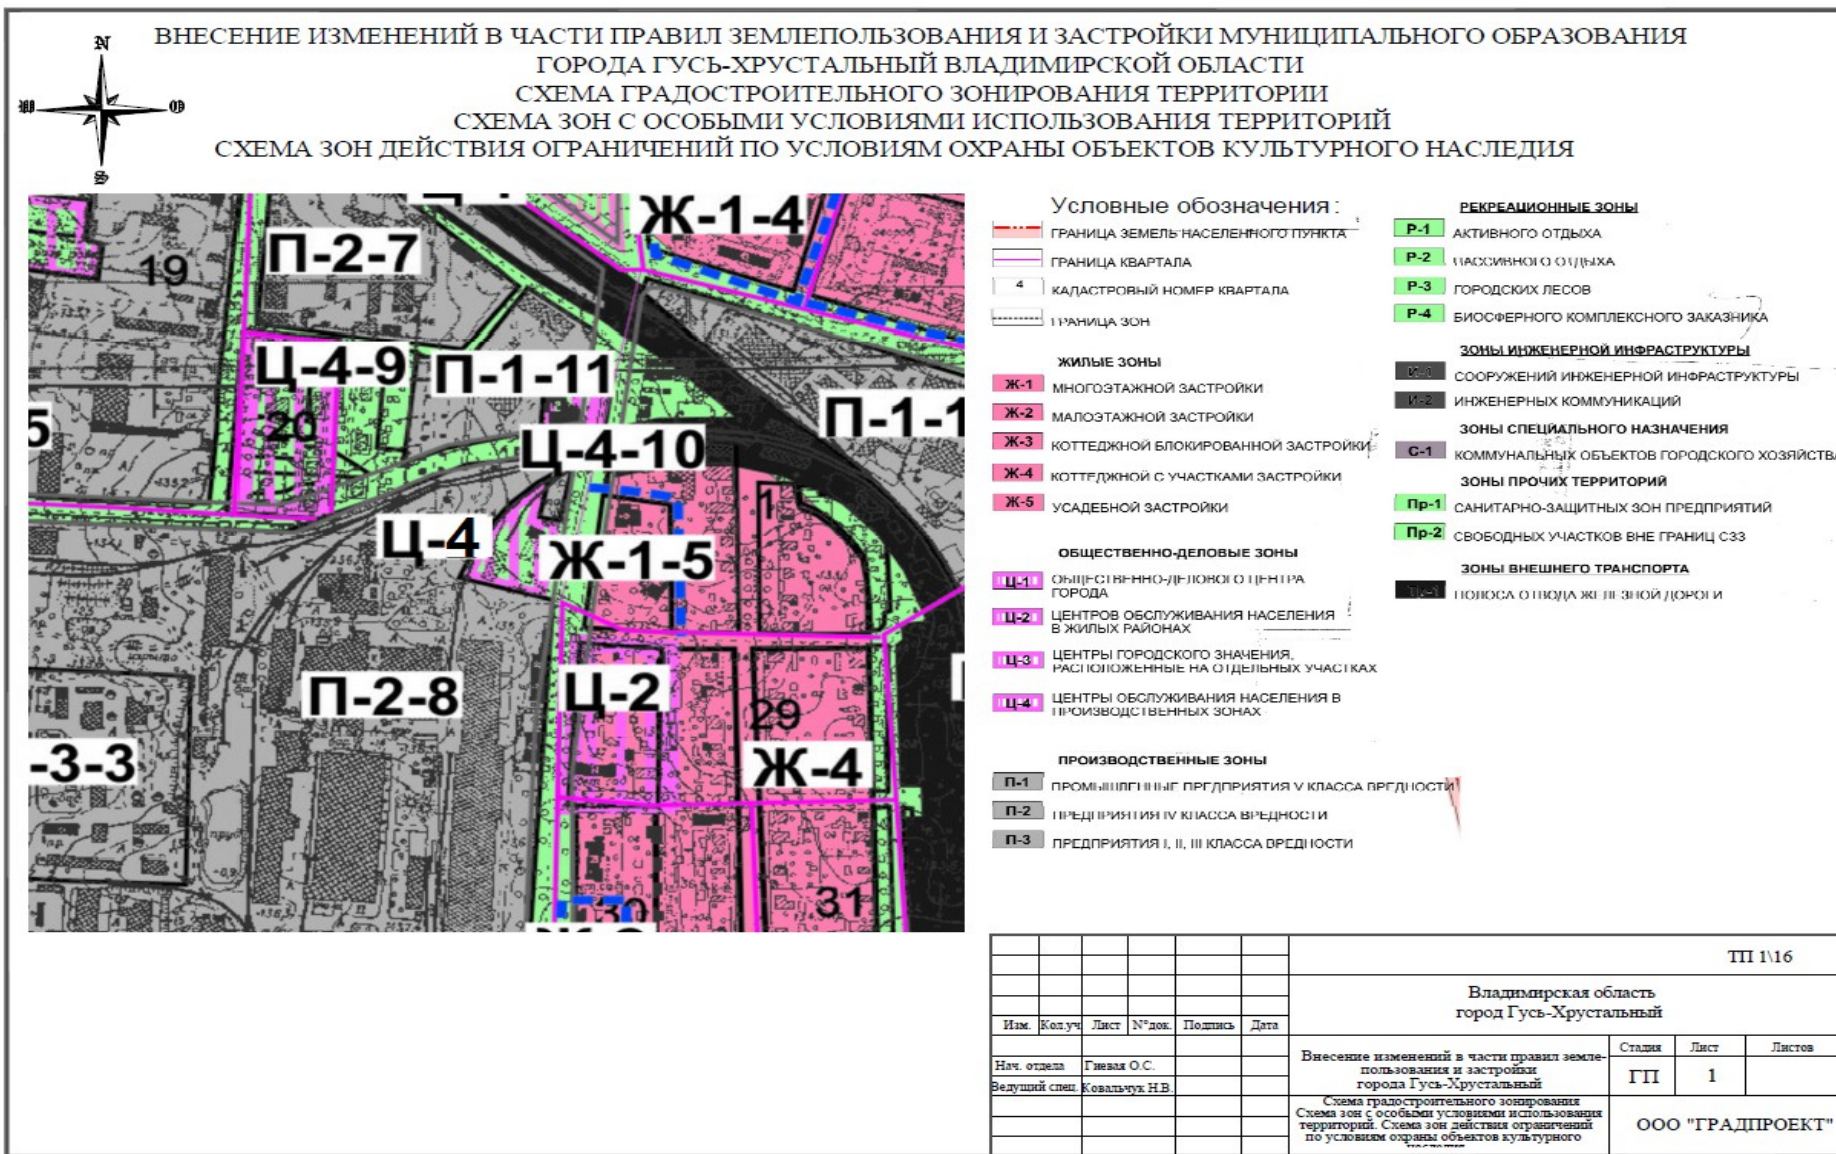 ВНЕСЕНИЕ ИЗМЕНЕНИЙ В ЧАСТИ ПРАВИЛ ЗЕМЛЕПОЛЬЗОВАНИЯ И ЗАСТРОЙКИ МУНИЦИПАЛЬНОГО ОБРАЗОВАНИЯ
ГОРОДА ГУСЬ-ХРУСТАЛЬНЫЙ ВЛАДИМИРСКОЙ ОБЛАСТИ
СХЕМА ГРАДОСТРОИТЕЛЬНОГО ЗОНИРОВАНИЯ ТЕРРИТОРИИ
СХЕМА ЗОН С ОСОБЫМИ УСЛОВИЯМИ ИСПОЛЬЗОВАНИЯ ТЕРРИТОРИЙ
СХЕМА ЗОН ДЕЙСТВИЯ ОГРАНИЧЕНИЙ ПО УСЛОВИЯМ ОХРАНЫ ОБЪЕКТОВ КУЛЬТУРНОГО НАСЛЕДИЯ
N
W
O
S
Ж-1-4
П-2-7
19
Ц-4-9
П-1-11
20
5
П-1-1
Ц-4-10
1
Ц-4
Ж-1-5
П-2-8
Ц-2
29
-3-3
Ж-4
30
31
Условные обозначения:
ГРАНИЦА ЗЕМЕЛЬ НАСЕЛЕННОГО ПУНКТА
ГРАНИЦА КВАРТАЛА
4 КАДАСТРОВЫЙ НОМЕР КВАРТАЛА
ГРАНИЦА ЗОН
ЖИЛЫЕ ЗОНЫ
Ж-1 МНОГОЭТАЖНОЙ ЗАСТРОЙКИ
Ж-2 МАЛОЭТАЖНОЙ ЗАСТРОЙКИ
Ж-3 КОТТЕДЖНОЙ БЛОКИРОВАННОЙ ЗАСТРОЙКИ
Ж-4 КОТТЕДЖНОЙ С УЧАСТКАМИ ЗАСТРОЙКИ
Ж-5 УСАДЕБНОЙ ЗАСТРОЙКИ
ОБЩЕСТВЕННО-ДЕЛОВЫЕ ЗОНЫ
Ц-1 ОБЩЕСТВЕННО-ДЕЛОВОГО ЦЕНТРА
ГОРОДА
Ц-2 ЦЕНТРОВ ОБСЛУЖИВАНИЯ НАСЕЛЕНИЯ
В ЖИЛЫХ РАЙОНАХ
Ц-3 ЦЕНТРЫ ГОРОДСКОГО ЗНАЧЕНИЯ,
РАСПОЛОЖЕННЫЕ НА ОТДЕЛЬНЫХ УЧАСТКАХ
Ц-4 ЦЕНТРЫ ОБСЛУЖИВАНИЯ НАСЕЛЕНИЯ В
ПРОИЗВОДСТВЕННЫХ ЗОНАХ
ПРОИЗВОДСТВЕННЫЕ ЗОНЫ
П-1 ПРОМЫШЛЕННЫЕ ПРЕДПРИЯТИЯ V КЛАССА ВРЕДНОСТИ
П-2 ПРЕДПРИЯТИЯ IV КЛАССА ВРЕДНОСТИ
П-3 ПРЕДПРИЯТИЯ I, II, III КЛАССА ВРЕДНОСТИ
РЕКРЕАЦИОННЫЕ ЗОНЫ
Р-1 АКТИВНОГО ОТДЫХА
Р-2 ПАССИВНОГО ОТДЫХА
Р-3 ГОРОДСКИХ ЛЕСОВ
Р-4 БИОСФЕРНОГО КОМПЛЕКСНОГО ЗАКАЗНИКА
ЗОНЫ ИНЖЕНЕРНОЙ ИНФРАСТРУКТУРЫ
И-1 СООРУЖЕНИЙ ИНЖЕНЕРНОЙ ИНФРАСТРУКТУРЫ
И-2 ИНЖЕНЕРНЫХ КОММУНИКАЦИЙ
ЗОНЫ СПЕЦИАЛЬНОГО НАЗНАЧЕНИЯ
С-1 КОММУНАЛЬНЫХ ОБЪЕКТОВ ГОРОДСКОГО ХОЗЯЙСТВА
ЗОНЫ ПРОЧИХ ТЕРРИТОРИЙ
Пр-1 САНИТАРНО-ЗАЩИТНЫХ ЗОН ПРЕДПРИЯТИЙ
Пр-2 СВОБОДНЫХ УЧАСТКОВ ВНЕ ГРАНИЦ СЗЗ
ЗОНЫ ВНЕШНЕГО ТРАНСПОРТА
ПОЛОСА ОТВОДА ЖЕЛЕЗНОЙ ДОРОГИ
ТП 1\16
Владимирская область
город Гусь-Хрустальный
Изм. Кол.уч Лист N°док. Подпись Дата
Нач. отдела Гневая О.С.
Ведущий спец. Ковальчук Н.В.
Внесение изменений в части правил земле-
пользования и застройки
города Гусь-Хрустальный
Стадия Лист Листов
ГП 1
Схема градостроительного зонирования
Схема зон с особыми условиями использования
территорий. Схема зон действия ограничений
по условиям охраны объектов культурного
ООО "ГРАДПРОЕКТ"